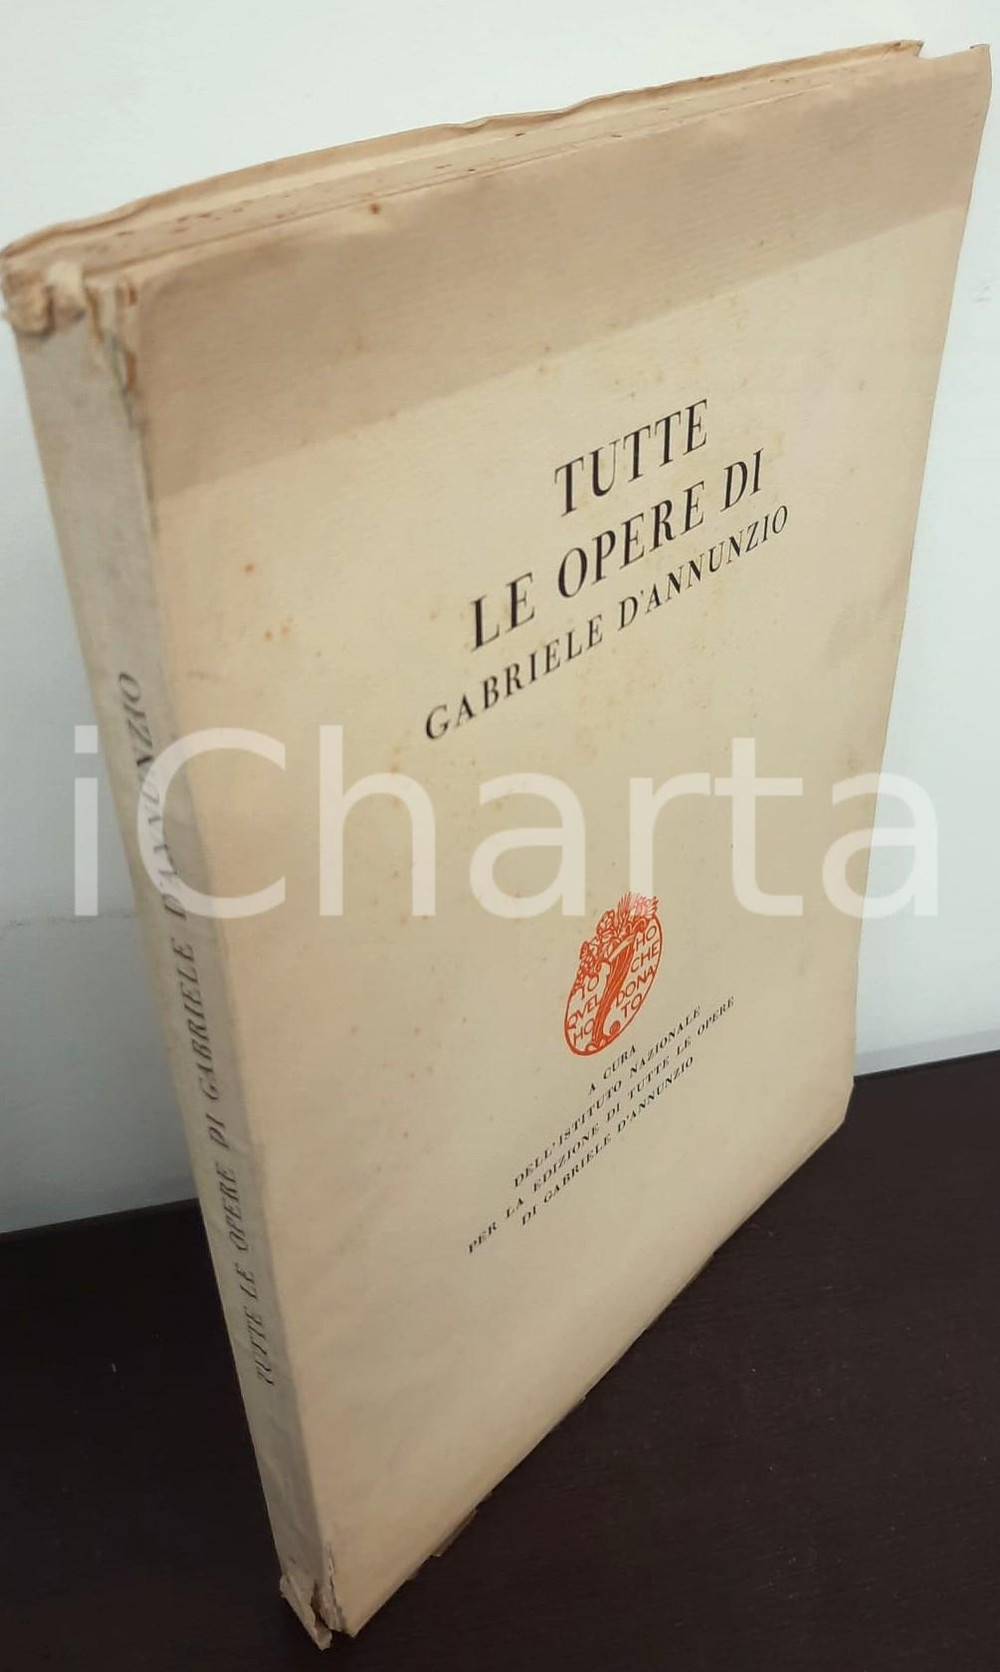 TUTTE
LE OPERE DI
GABRIELE D'ANNUNZIO
IO HO
QVEL CHE
HO DONA
TO
A CURA
DELL'ISTITUTO NAZIONALE
PER LA EDIZIONE DI TUTTE LE OPERE
DI GABRIELE D'ANNUNZIO
TUTTE LE OPERE DI GABRIELE D'ANNUNZIO
iCharta